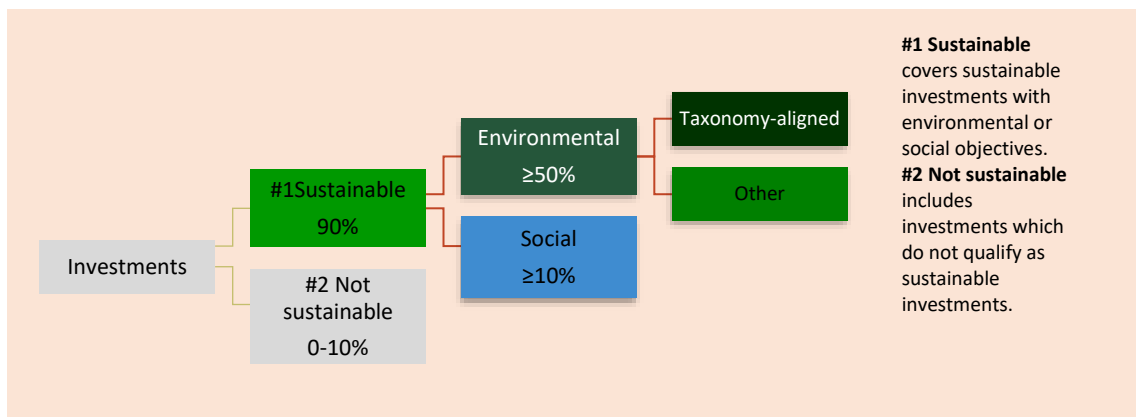 Investments
#1Sustainable
90%
#2 Not
sustainable
0-10%
Environmental
≥50%
Social
≥10%
Taxonomy-aligned
Other
#1 Sustainable
covers sustainable
investments with
environmental or
social objectives.
#2 Not sustainable
includes
investments which
do not qualify as
sustainable
investments.